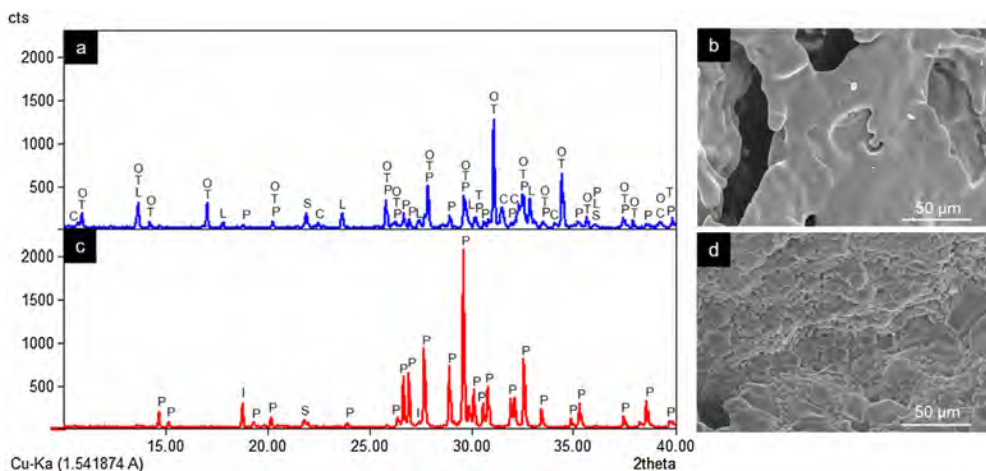 cts
a
2000
1500
1000
500
C
O T
O T L
O T
O T
L
P
O T P
S
C
L
O T P
O T P
P
P
L
O T P
P
O T P
L
T P
P
O T
C
P
C
O T P
L
O T P
C
P
O T
P L S
O T P
O L
P
O C
T P
b
50 µm
c
2000
1500
1000
500
P
P
I
P
P
S
P
P
P
P
I
P
P
P
P
P
P
P
P
P
P
P
P
P
P
15.00 20.00 25.00 30.00 35.00 40.00
Cu-Ka (1.541874 A)
2theta
d
50 µm